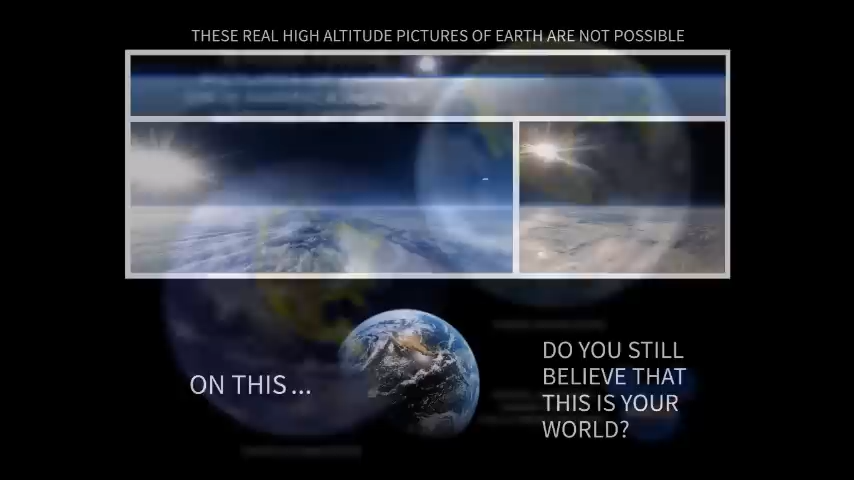 THESE REAL HIGH ALTITUDE PICTURES OF EARTH ARE NOT POSSIBLE
ON THIS ...
DO YOU STILL
BELIEVE THAT
THIS IS YOUR
WORLD?